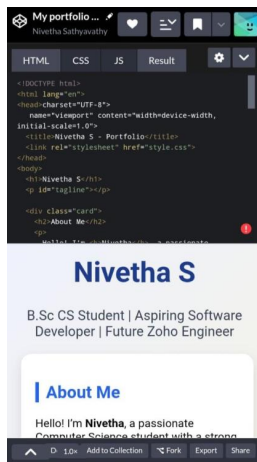 My portfolio ...
Nivetha Sathyavathy
HTML CSS JS Result
<!DOCTYPE html>
<html lang="en">
<head>charset="UTF-8">
name="viewport" content="width=device-width,
initial-scale=1.0">
<title>Nivetha S - Portfolio</title>
<link rel="stylesheet" href="style.css">
</head>
<body>
<h1>Nivetha S</h1>
<p id="tagline"></p>
<div class="card">
<h2>About Me</h2>
<p>
Hello! I'm <b>Nivetha</b>, a passionate
Nivetha S
B.Sc CS Student | Aspiring Software
Developer | Future Zoho Engineer
About Me
Hello! I'm Nivetha, a passionate
Computer Science student with a strong
D- 1.0× Add to Collection Fork Export Share